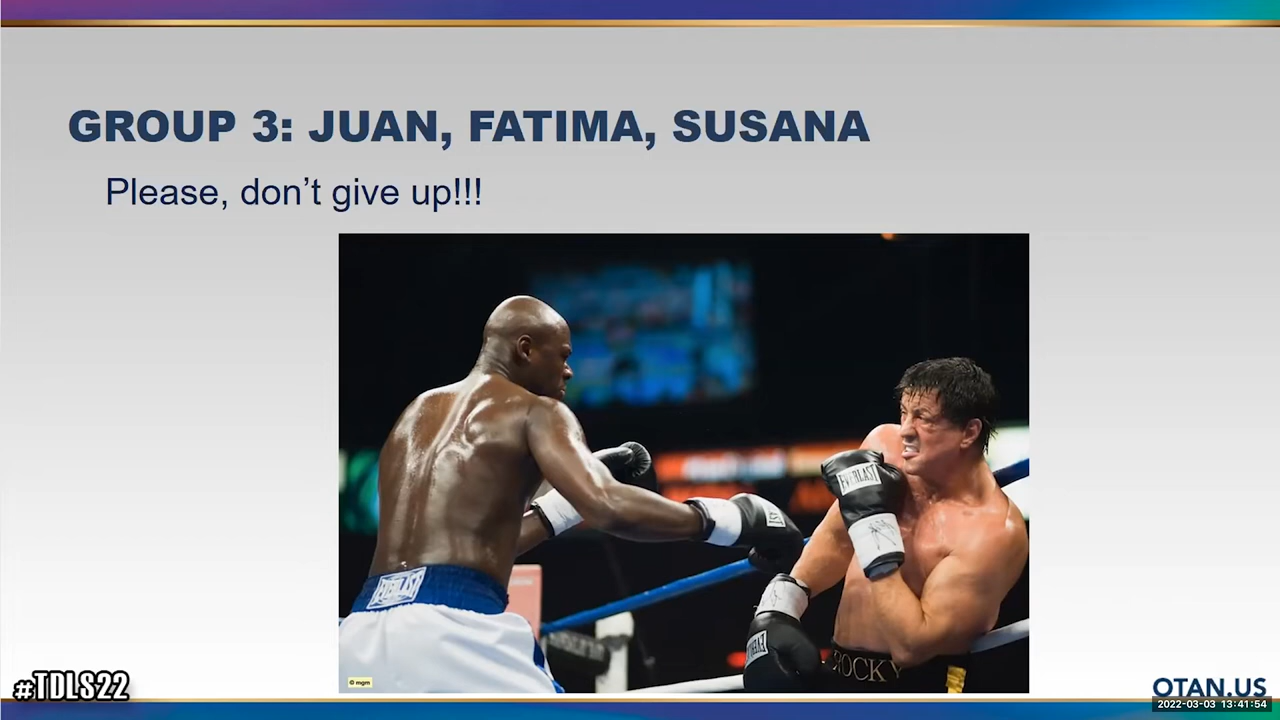 GROUP 3: JUAN, FATIMA, SUSANA
Please, don’t give up!!!
EVERLAST
EVERLAST
ROCKY
© mgm
#TDLS22
OTAN.US
2022-03-03 13:41:54